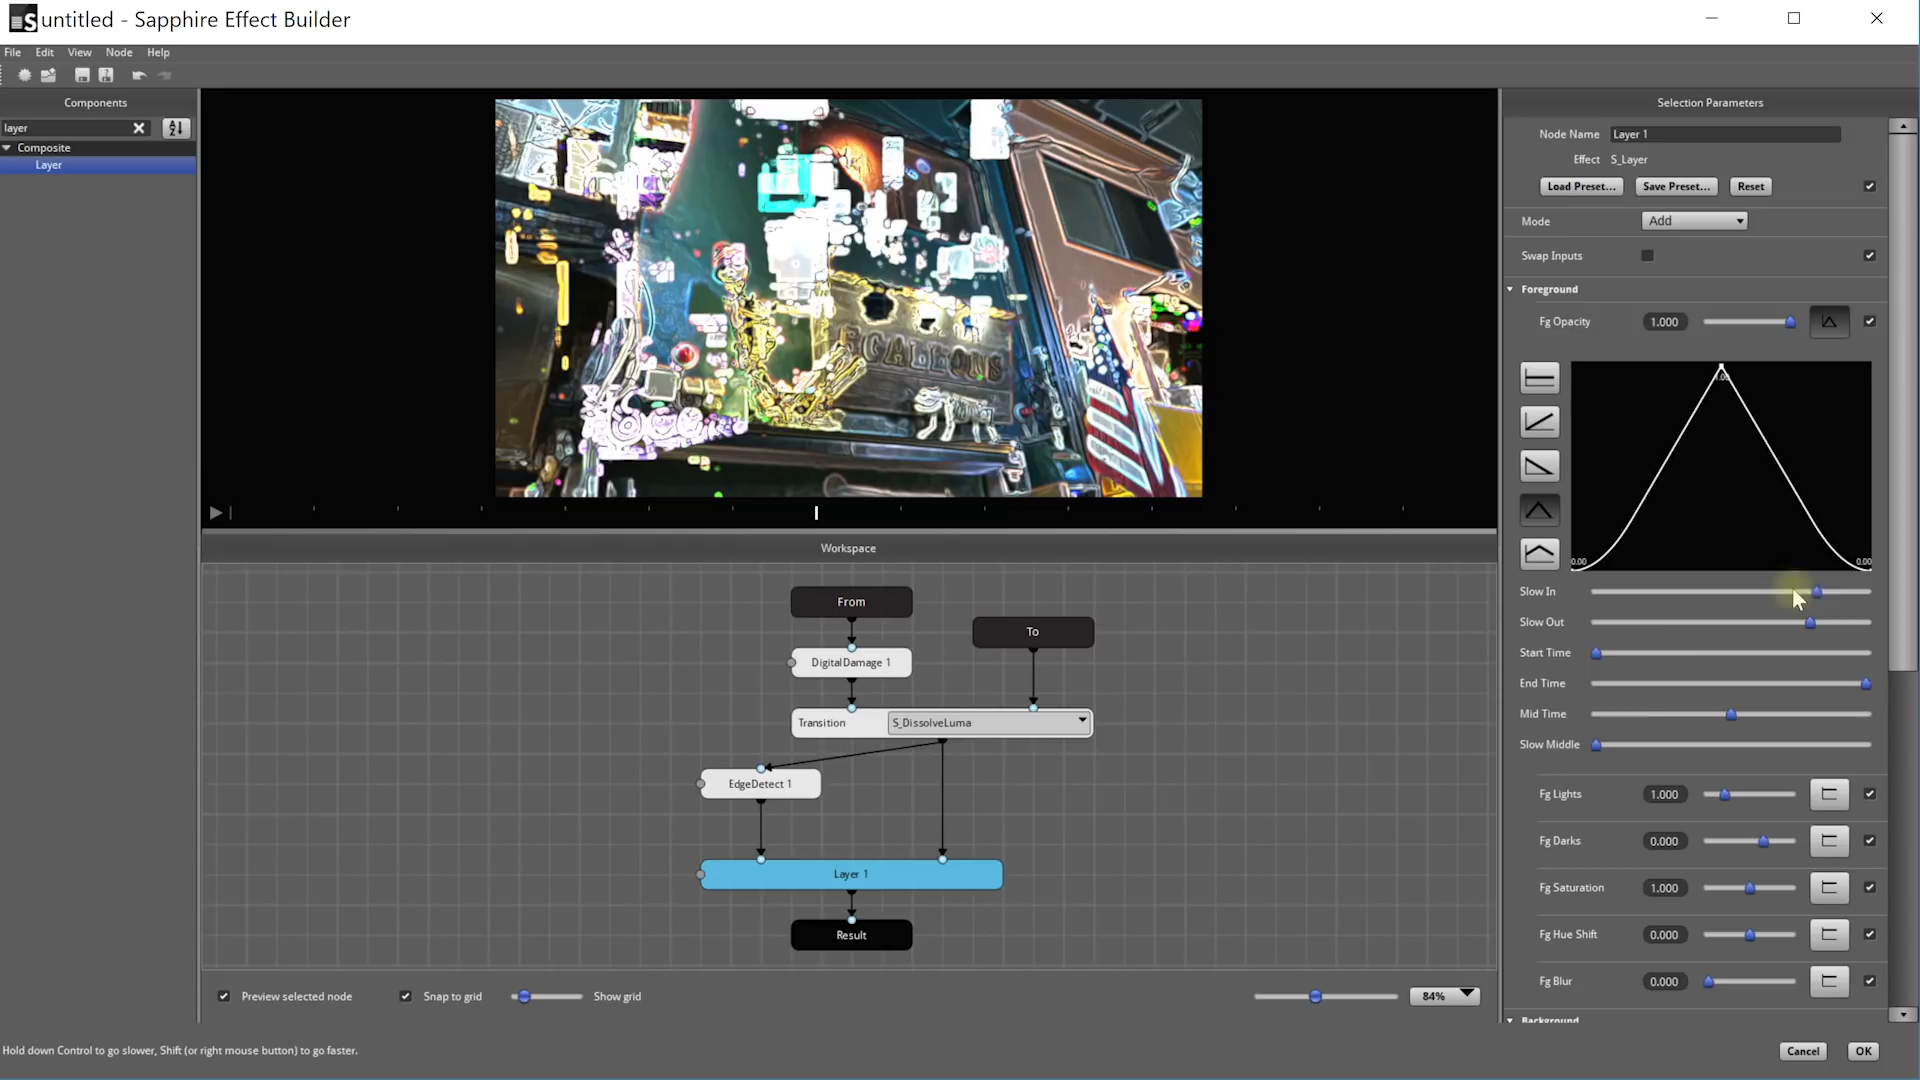 untitled - Sapphire Effect Builder
File Edit View Node Help
Components
layer
Composite
Layer
GALEONS
Workspace
From
To
DigitalDamage 1
Transition S_DissolveLuma
EdgeDetect 1
Layer 1
Result
Preview selected node Snap to grid Show grid 84%
Hold down Control to go slower, Shift (or right mouse button) to go faster.
Selection Parameters
Node Name Layer 1
Effect S_Layer
Load Preset... Save Preset... Reset
Mode Add
Swap Inputs
Foreground
Fg Opacity 1.000
1.00
0.00 0.00
Slow In
Slow Out
Start Time
End Time
Mid Time
Slow Middle
Fg Lights 1.000
Fg Darks 0.000
Fg Saturation 1.000
Fg Hue Shift 0.000
Fg Blur 0.000
Background
Cancel OK